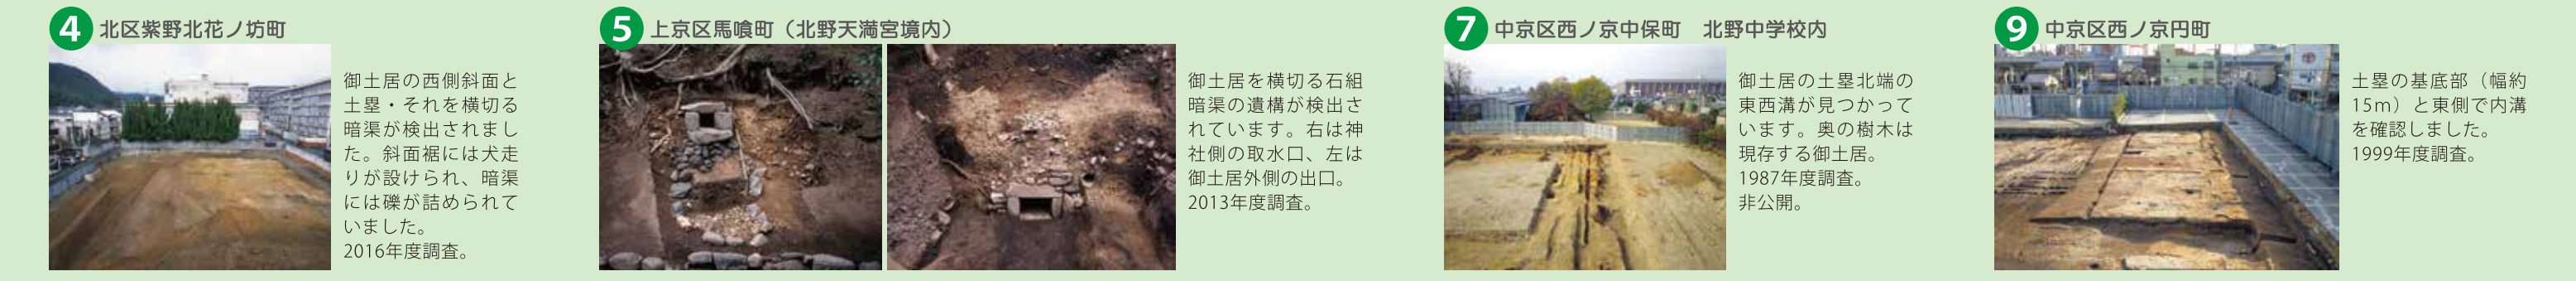 4 北区紫野北花ノ坊町
御土居の西側斜面と
土塁・それを横切る
暗渠が検出されまし
た。斜面裾には犬走
りが設けられ、暗渠
には礫が詰められて
いました。
2016年度調査。
5 上京区馬喰町（北野天満宮境内）
御土居を横切る石組
暗渠の遺構が検出さ
れています。右は神
社側の取水口、左は
御土居外側の出口。
2013年度調査。
7 中京区西ノ京中保町　北野中学校内
御土居の土塁北端の
東西溝が見つかって
います。奥の樹木は
現存する御土居。
1987年度調査。
非公開。
9 中京区西ノ京円町
土塁の基底部（幅約
15m）と東側で内溝
を確認しました。
1999年度調査。